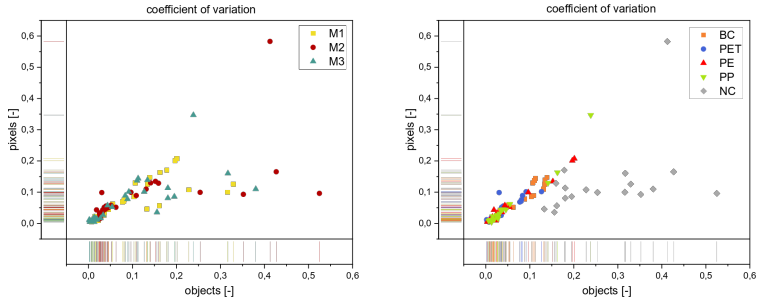 coefficient of variation
0,6
0,5
0,4
0,3
0,2
0,1
0,0
pixels [-]
M1
M2
M3
0,0 0,1 0,2 0,3 0,4 0,5 0,6
objects [-]
coefficient of variation
0,6
0,5
0,4
0,3
0,2
0,1
0,0
pixels [-]
BC
PET
PE
PP
NC
0,0 0,1 0,2 0,3 0,4 0,5 0,6
objects [-]